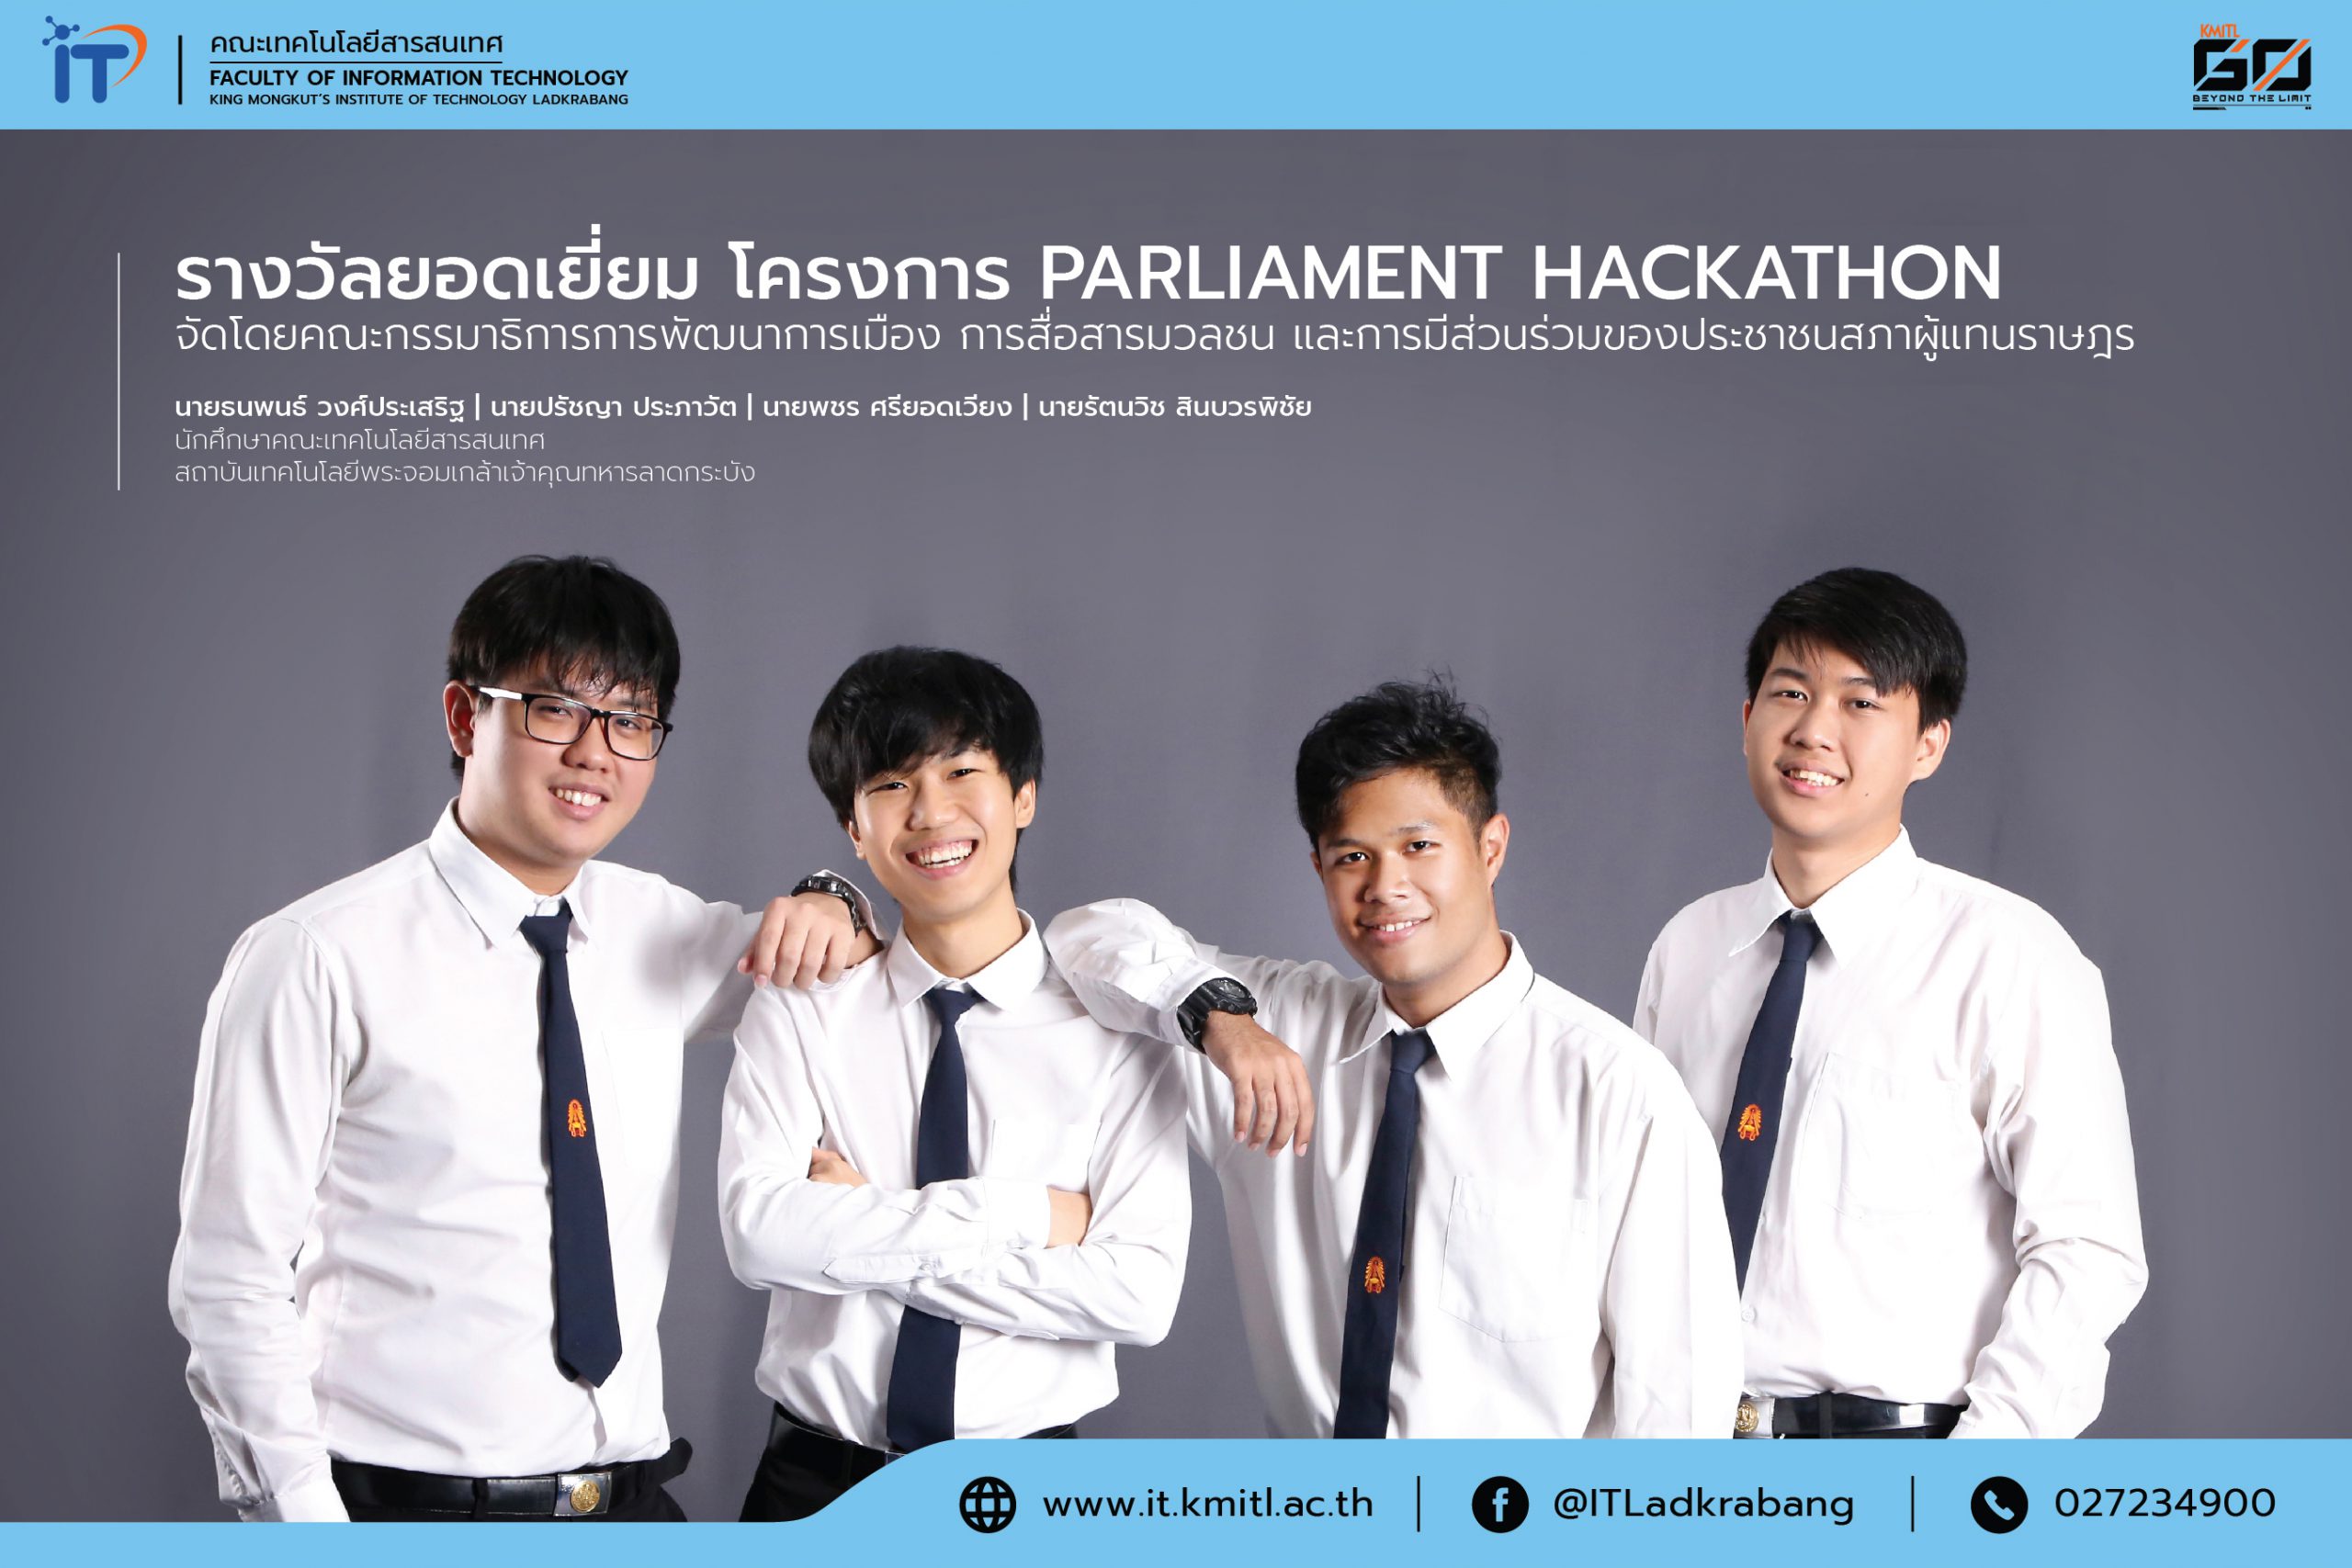 iT
คณะเทคโนโลยีสารสนเทศ
FACULTY OF INFORMATION TECHNOLOGY
KING MONGKUT'S INSTITUTE OF TECHNOLOGY LADKRABANG
KMITL
60
BEYOND THE LIMIT
รางวัลยอดเยี่ยม โครงการ PARLIAMENT HACKATHON
จัดโดยคณะกรรมาธิการการพัฒนาการเมือง การสื่อสารมวลชน และการมีส่วนร่วมของประชาชนสภาผู้แทนราษฎร
นายธนพนธ์ วงศ์ประเสริฐ | นายปรัชญา ประภาวัต | นายพชร ศรียอดเวียง | นายรัตนวิช สินบวรพิชัย
นักศึกษาคณะเทคโนโลยีสารสนเทศ
สถาบันเทคโนโลยีพระจอมเกล้าเจ้าคุณทหารลาดกระบัง
www.it.kmitl.ac.th | @ITLadkrabang | 027234900